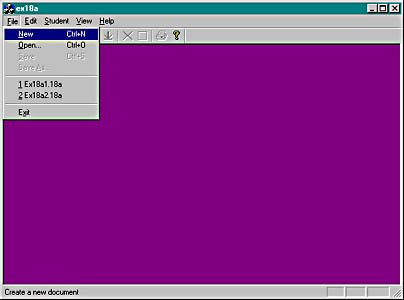 ex18a
File Edit Student View Help
New Ctrl+N
Open... Ctrl+O
Save Ctrl+S
Save As...
1 Ex18a1.18a
2 Ex18a2.18a
Exit
Create a new document